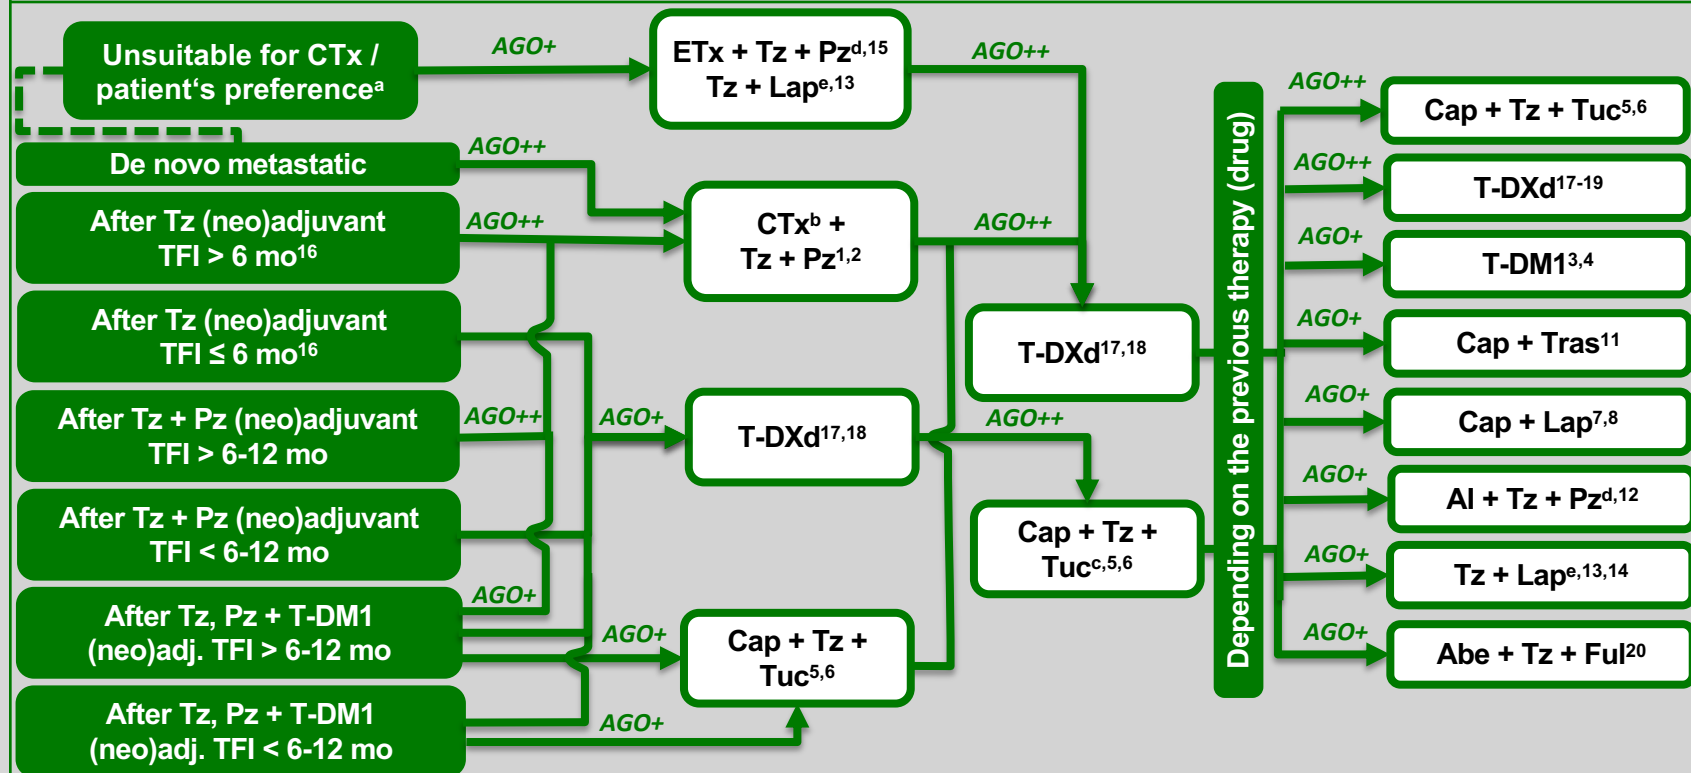 Unsuitable for CTx /
patient‘s preferenceᵃ
De novo metastatic
After Tz (neo)adjuvant
TFI > 6 mo¹⁶
After Tz (neo)adjuvant
TFI ≤ 6 mo¹⁶
After Tz + Pz (neo)adjuvant
TFI > 6-12 mo
After Tz + Pz (neo)adjuvant
TFI < 6-12 mo
After Tz, Pz + T-DM1
(neo)adj. TFI > 6-12 mo
After Tz, Pz + T-DM1
(neo)adj. TFI < 6-12 mo
AGO+
AGO++
AGO++
AGO++
AGO+
AGO+
AGO+
AGO+
ETx + Tz + Pzᵈ,¹⁵
Tz + Lapᵉ,¹³
CTxᵇ +
Tz + Pz¹,²
T-DXd¹⁷,¹⁸
Cap + Tz +
Tuc⁵,⁶
AGO++
AGO++
AGO++
T-DXd¹⁷,¹⁸
Cap + Tz +
Tucᶜ,⁵,⁶
Depending on the previous therapy (drug)
AGO++
Cap + Tz + Tuc⁵,⁶
AGO++
T-DXd¹⁷⁻¹⁹
AGO+
T-DM1³,⁴
AGO+
Cap + Tras¹¹
AGO+
Cap + Lap⁷,⁸
AGO+
AI + Tz + Pzᵈ,¹²
AGO+
Tz + Lapᵉ,¹³,¹⁴
AGO+
Abe + Tz + Ful²⁰